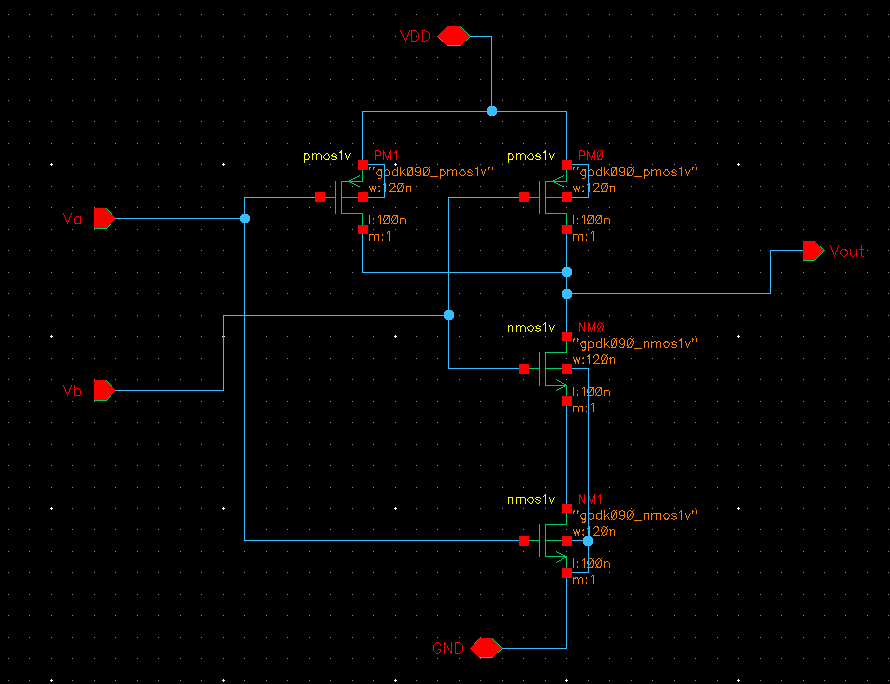 VDD
pmos1v PM1
"gpdk090_pmos1v"
w:120n
l:100n
m:1
pmos1v PM0
"gpdk090_pmos1v"
w:120n
l:100n
m:1
Va
Vout
nmos1v NM0
"gpdk090_nmos1v"
w:120n
l:100n
m:1
Vb
nmos1v NM1
"gpdk090_nmos1v"
w:120n
l:100n
m:1
GND